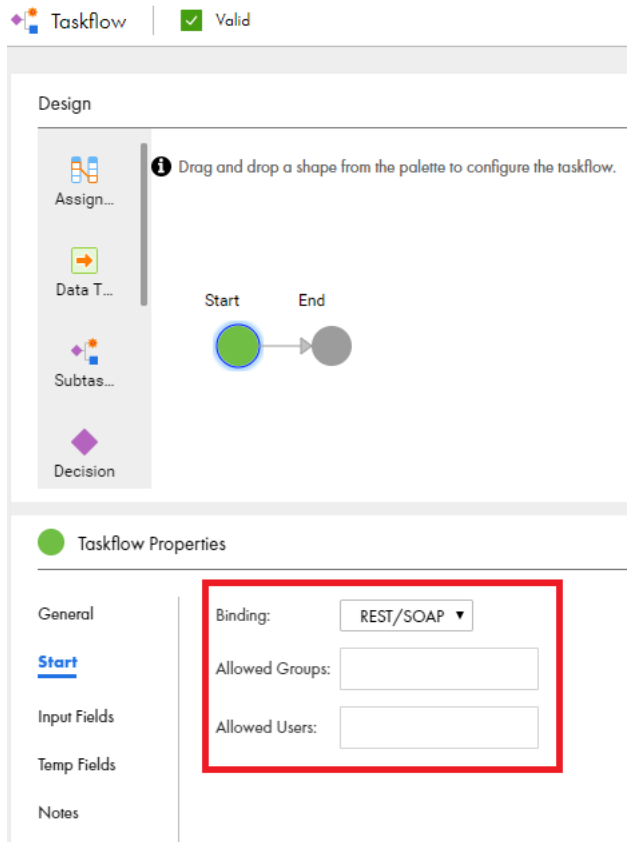 Taskflow
Valid
Design
Drag and drop a shape from the palette to configure the taskflow.
Assign...
Data T...
Subtas...
Decision
Start
End
Taskflow Properties
General
Start
Input Fields
Temp Fields
Notes
Binding:
REST/SOAP
Allowed Groups:
Allowed Users: